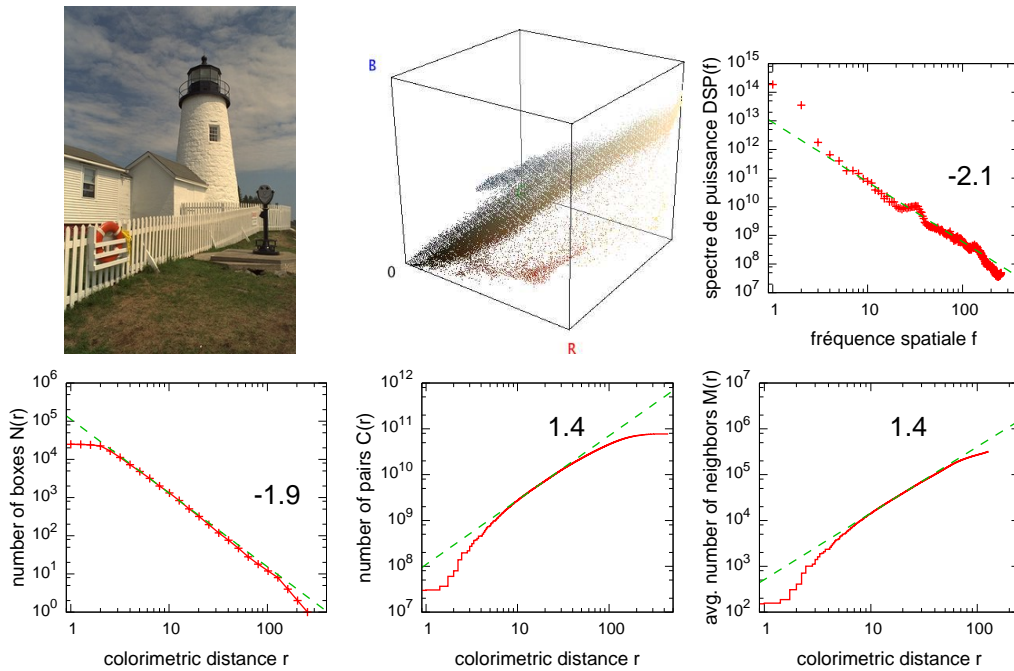 B
0
R
spectre de puissance DSP(f)
10^15
10^14
10^13
10^12
10^11
10^10
10^9
10^8
10^7
-2.1
1 10 100
fréquence spatiale f
number of boxes N(r)
10^6
10^5
10^4
10^3
10^2
10^1
10^0
-1.9
1 10 100
colorimetric distance r
number of pairs C(r)
10^12
10^11
10^10
10^9
10^8
10^7
1.4
1 10 100
colorimetric distance r
avg. number of neighbors M(r)
10^7
10^6
10^5
10^4
10^3
10^2
1.4
1 10 100
colorimetric distance r